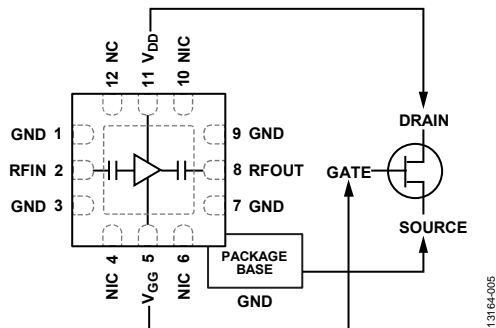 12 NC
11 VDD
10 NIC
GND 1
RFIN 2
GND 3
9 GND
8 RFOUT
7 GND
NIC 4
VGG 5
NIC 6
PACKAGE
BASE
GND
DRAIN
GATE
SOURCE
13164-005